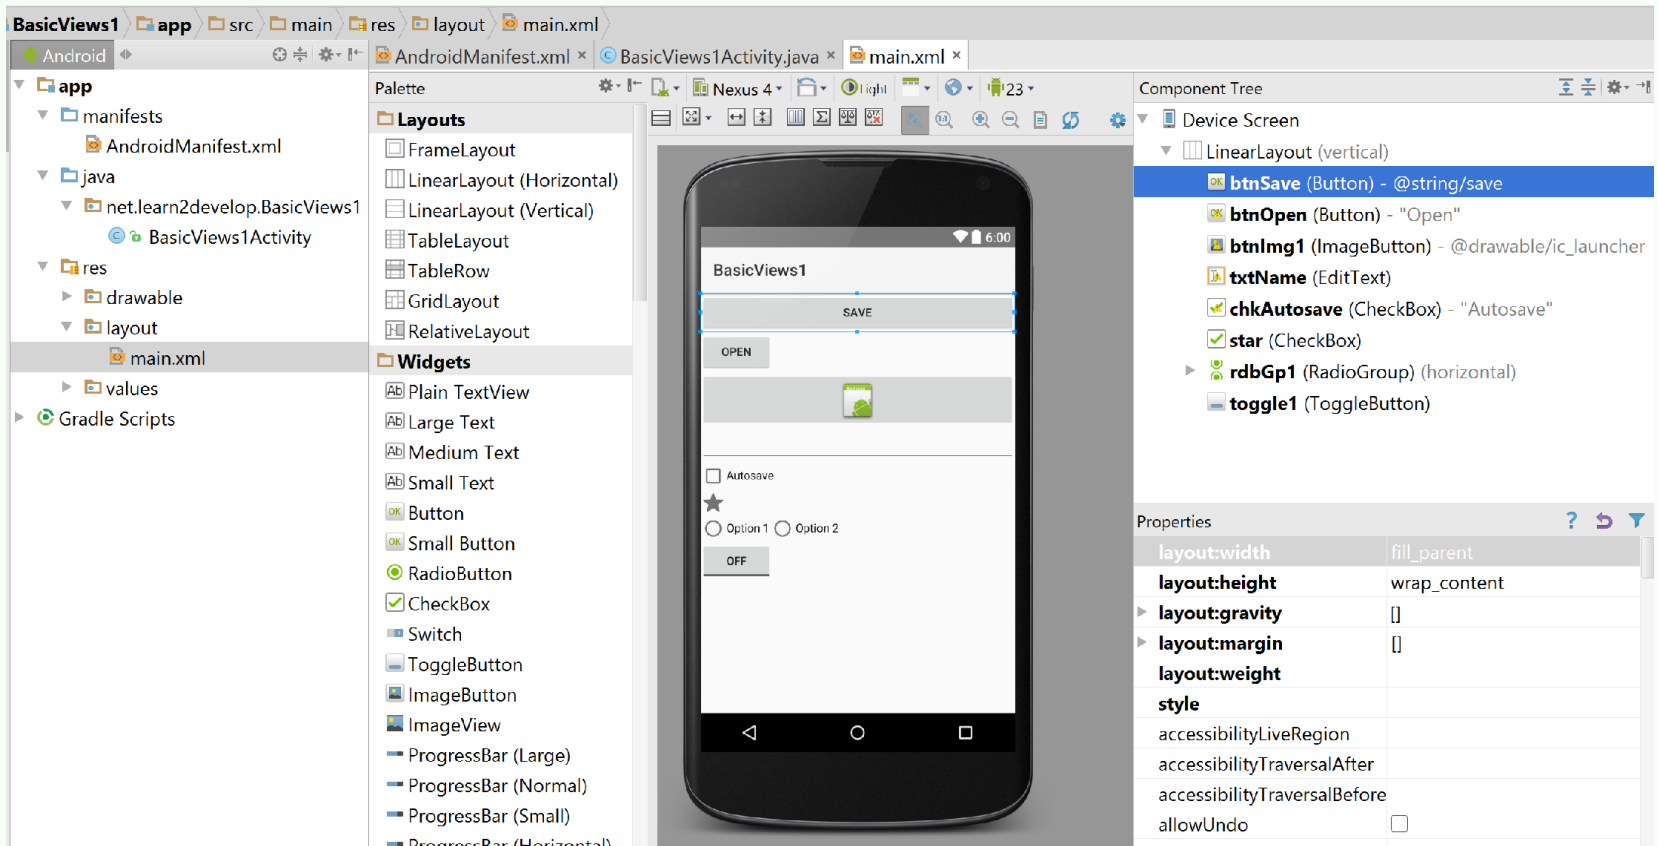 BasicViews1 app src main res layout main.xml
Android
AndroidManifest.xml BasicViews1Activity.java main.xml
app
manifests
AndroidManifest.xml
java
net.learn2develop.BasicViews1
BasicViews1Activity
res
drawable
layout
main.xml
values
Gradle Scripts
Palette
Layouts
FrameLayout
LinearLayout (Horizontal)
LinearLayout (Vertical)
TableLayout
TableRow
GridLayout
RelativeLayout
Widgets
Plain TextView
Large Text
Medium Text
Small Text
Button
Small Button
RadioButton
CheckBox
Switch
ToggleButton
ImageButton
ImageView
ProgressBar (Large)
ProgressBar (Normal)
ProgressBar (Small)
ProgressBar (Horizontal)
Nexus 4 Light 23
6:00
BasicViews1
SAVE
OPEN
Autosave
Option 1 Option 2
OFF
Component Tree
Device Screen
LinearLayout (vertical)
btnSave (Button) - @string/save
btnOpen (Button) - "Open"
btnImg1 (ImageButton) - @drawable/ic_launcher
txtName (EditText)
chkAutosave (CheckBox) - "Autosave"
star (CheckBox)
rdbGp1 (RadioGroup) (horizontal)
toggle1 (ToggleButton)
Properties
layout:width fill_parent
layout:height wrap_content
layout:gravity []
layout:margin []
layout:weight
style
accessibilityLiveRegion
accessibilityTraversalAfter
accessibilityTraversalBefore
allowUndo